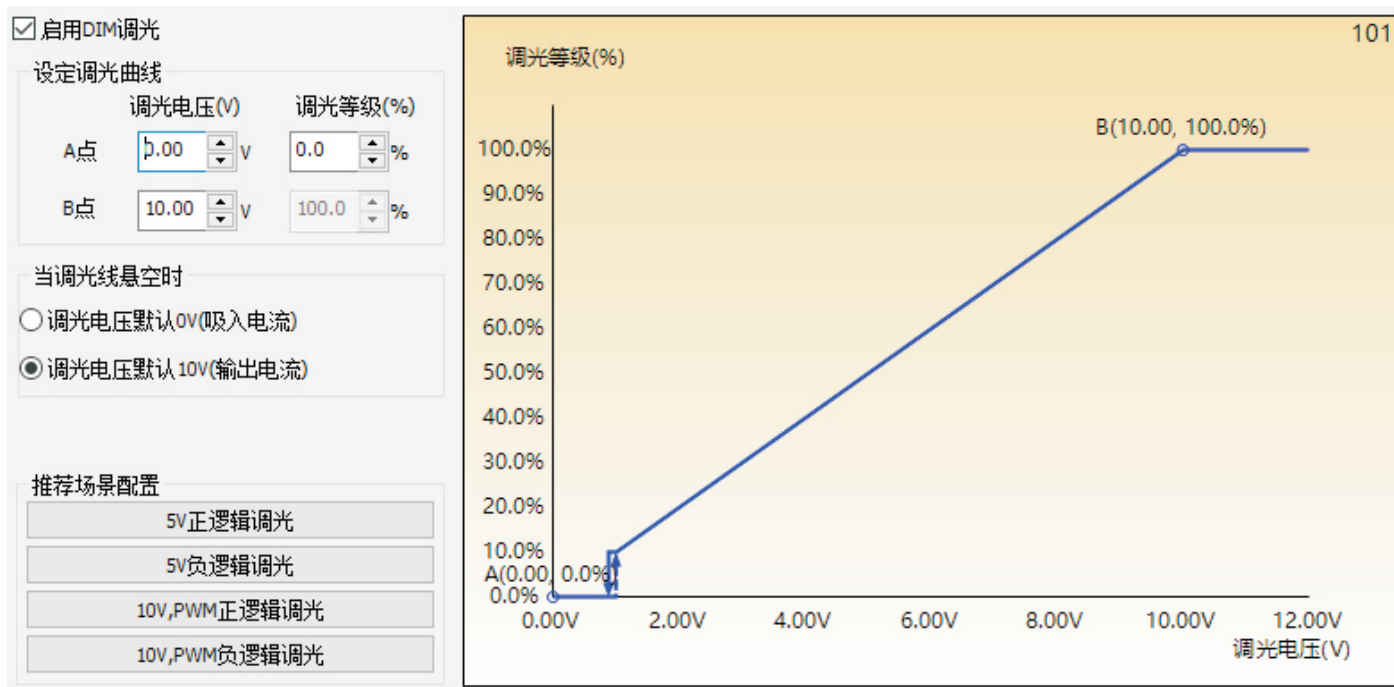 启用DIM调光
设定调光曲线
调光电压(V) 调光等级(%)
A点 0.00 V 0.0 %
B点 10.00 V 100.0 %
当调光线悬空时
调光电压默认0V(吸入电流)
调光电压默认10V(输出电流)
推荐场景配置
5V正逻辑调光
5V负逻辑调光
10V,PWM正逻辑调光
10V,PWM负逻辑调光
101
调光等级(%)
B(10.00, 100.0%)
100.0%
90.0%
80.0%
70.0%
60.0%
50.0%
40.0%
30.0%
20.0%
10.0%
A(0.00, 0.0%)
0.0%
0.00V 2.00V 4.00V 6.00V 8.00V 10.00V 12.00V
调光电压(V)